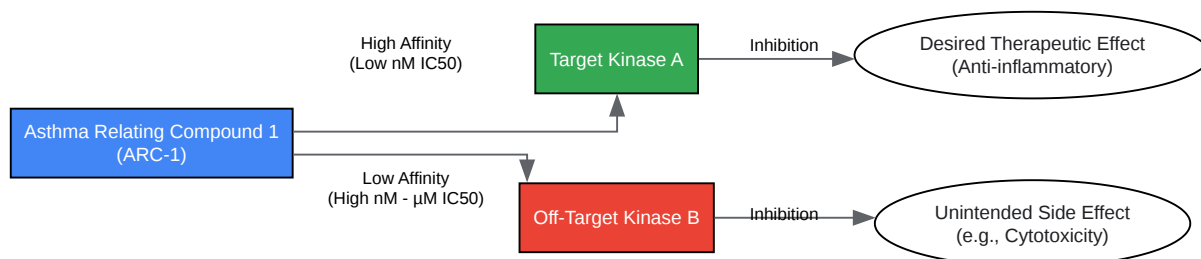 High Affinity
(Low nM IC50)
Target Kinase A
Inhibition
Desired Therapeutic Effect
(Anti-inflammatory)
Asthma Relating Compound 1
(ARC-1)
Low Affinity
(High nM - µM IC50)
Off-Target Kinase B
Inhibition
Unintended Side Effect
(e.g., Cytotoxicity)